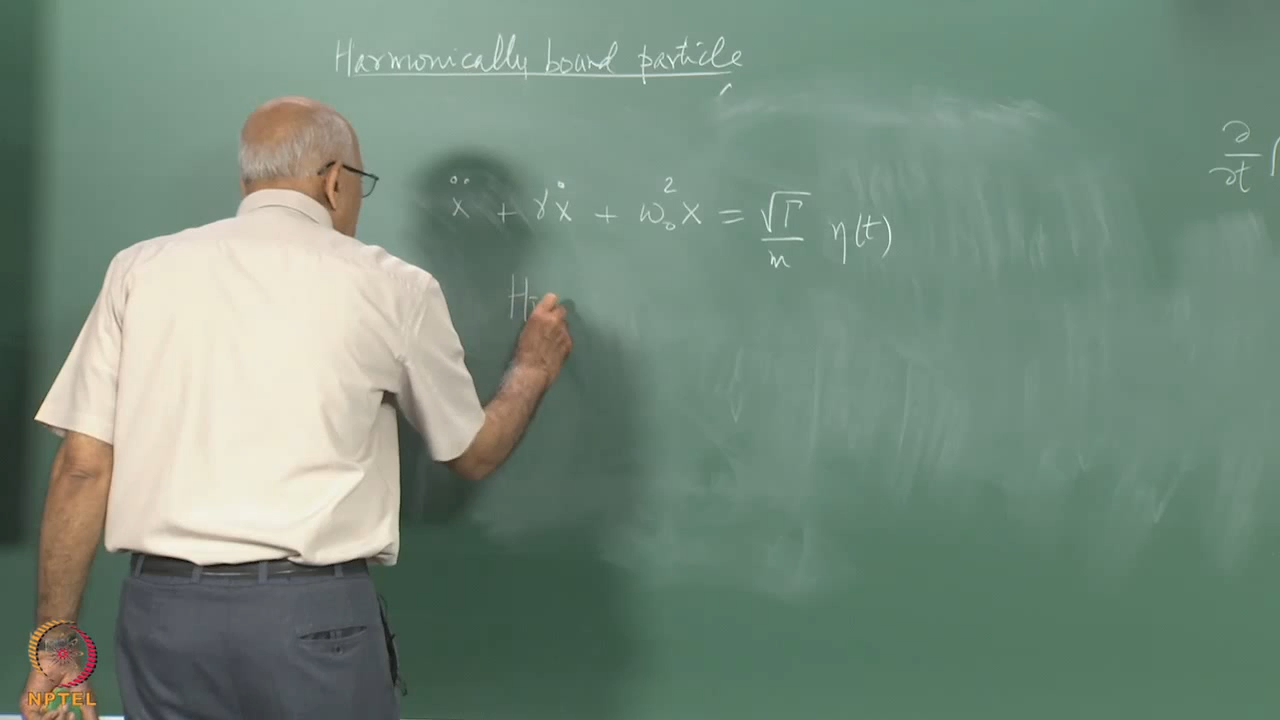 Harmonically bound particle
ẍ + γẋ + ω₀²x = √Γ/m η(t)
∂/∂t
H
NPTEL